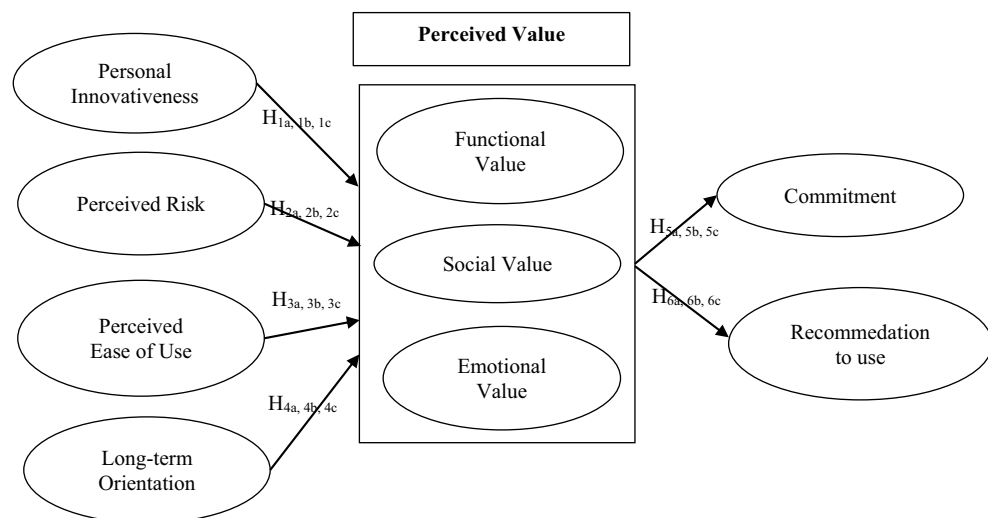 Perceived Value
Personal
Innovativeness
H1a, 1b, 1c
Functional
Value
Perceived Risk
H2a, 2b, 2c
Commitment
H5a, 5b, 5c
Social Value
H3a, 3b, 3c
Perceived
Ease of Use
H6a, 6b, 6c
Recommedation
to use
Emotional
Value
H4a, 4b, 4c
Long-term
Orientation